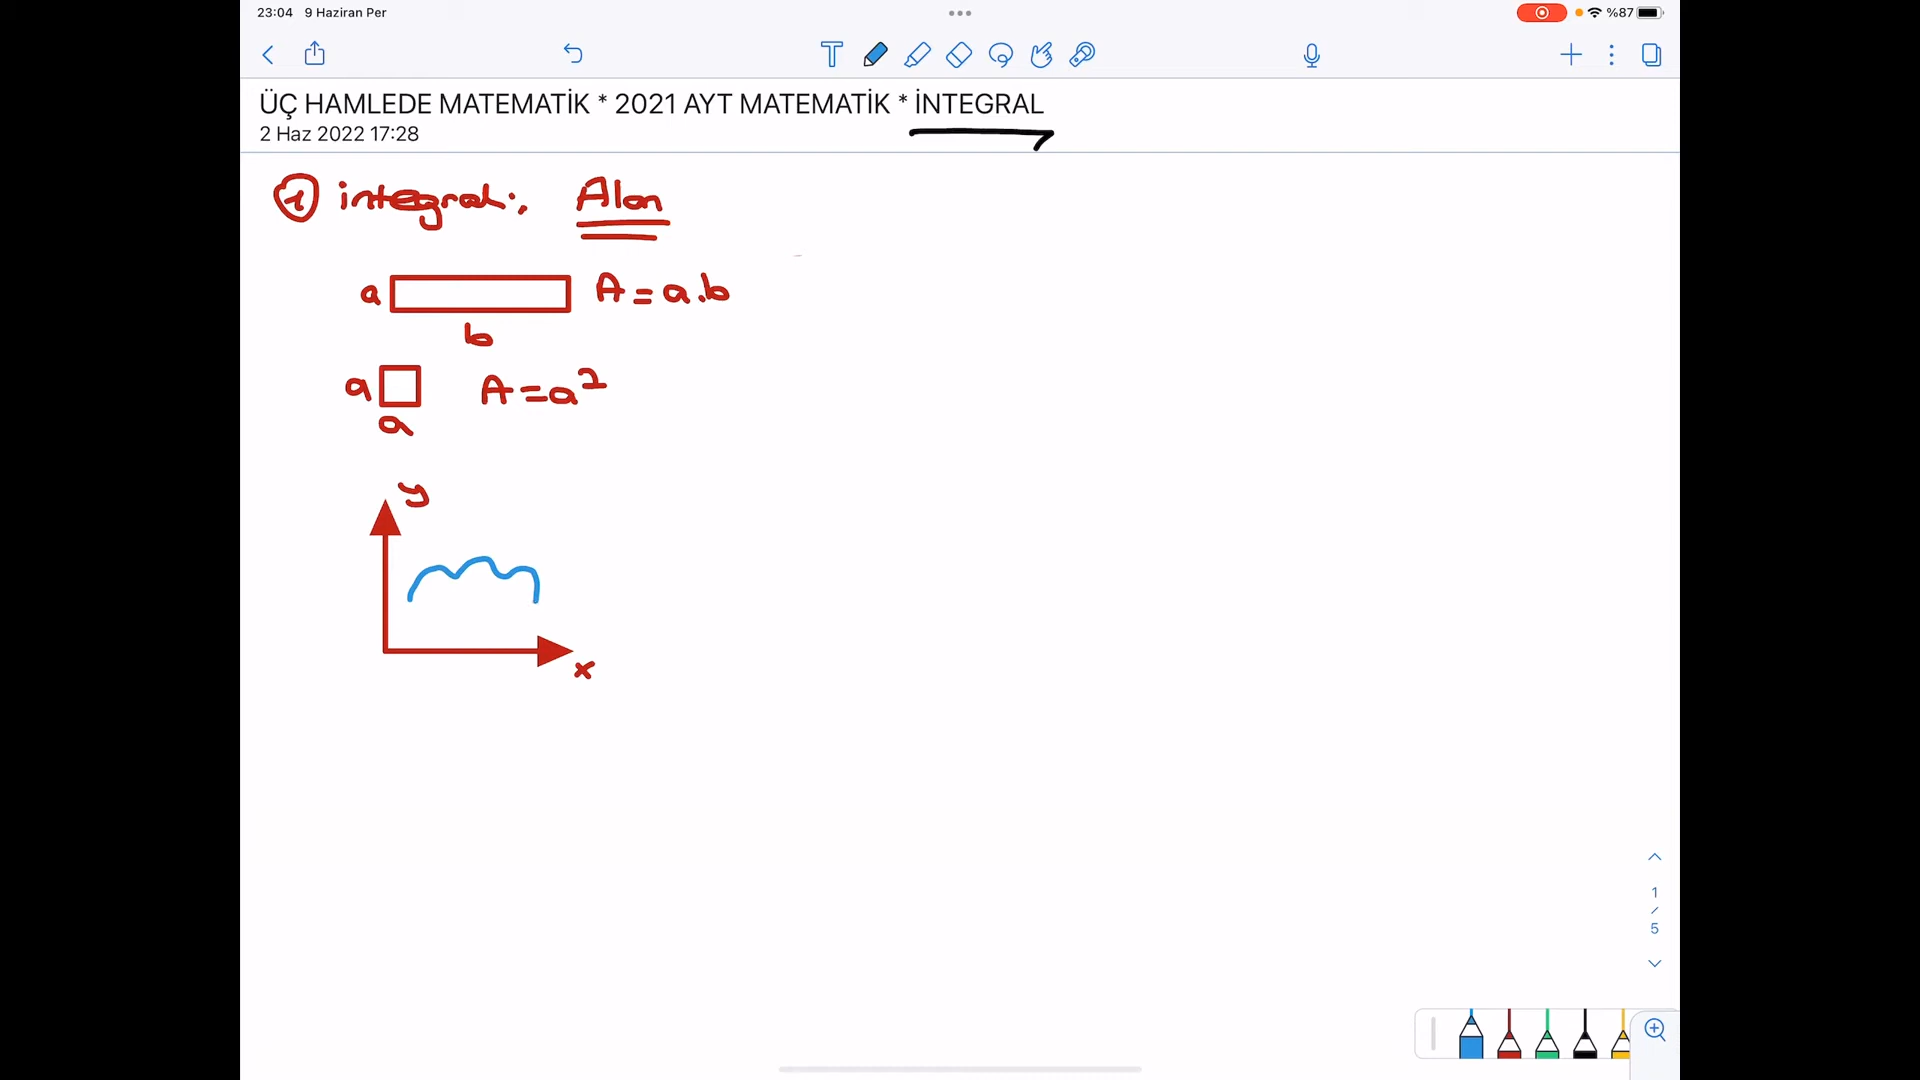 23:04 9 Haziran Per
%87
ÜÇ HAMLEDE MATEMATİK * 2021 AYT MATEMATİK * İNTEGRAL
2 Haz 2022 17:28
1 integral: Alan
a
A = a.b
b
a
A = a²
a
y
x
1
/
5